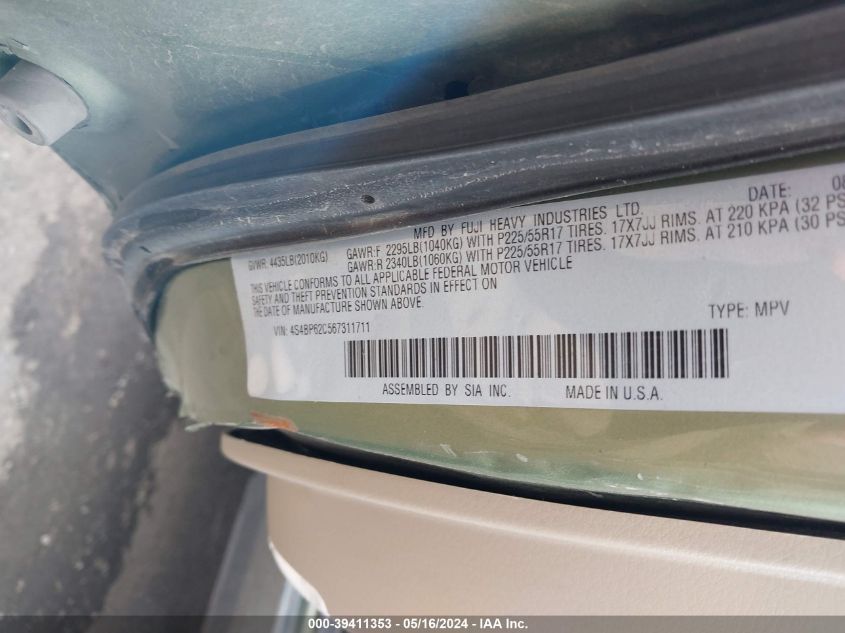 MFD BY FUJI HEAVY INDUSTRIES LTD. DATE: 08
GVWR: 4435LB(2010KG) GAWR:F 2295LB(1040KG) WITH P225/55R17 TIRES. 17X7JJ RIMS. AT 220 KPA (32 PS
GAWR:R 2340LB(1060KG) WITH P225/55R17 TIRES. 17X7JJ RIMS. AT 210 KPA (30 PS
THIS VEHICLE CONFORMS TO ALL APPLICABLE FEDERAL MOTOR VEHICLE
SAFETY AND THEFT PREVENTION STANDARDS IN EFFECT ON
THE DATE OF MANUFACTURE SHOWN ABOVE.
VIN: 4S4BP62C567311711 TYPE: MPV
ASSEMBLED BY SIA INC. MADE IN U.S.A.
000-39411353 - 05/16/2024 - IAA Inc.